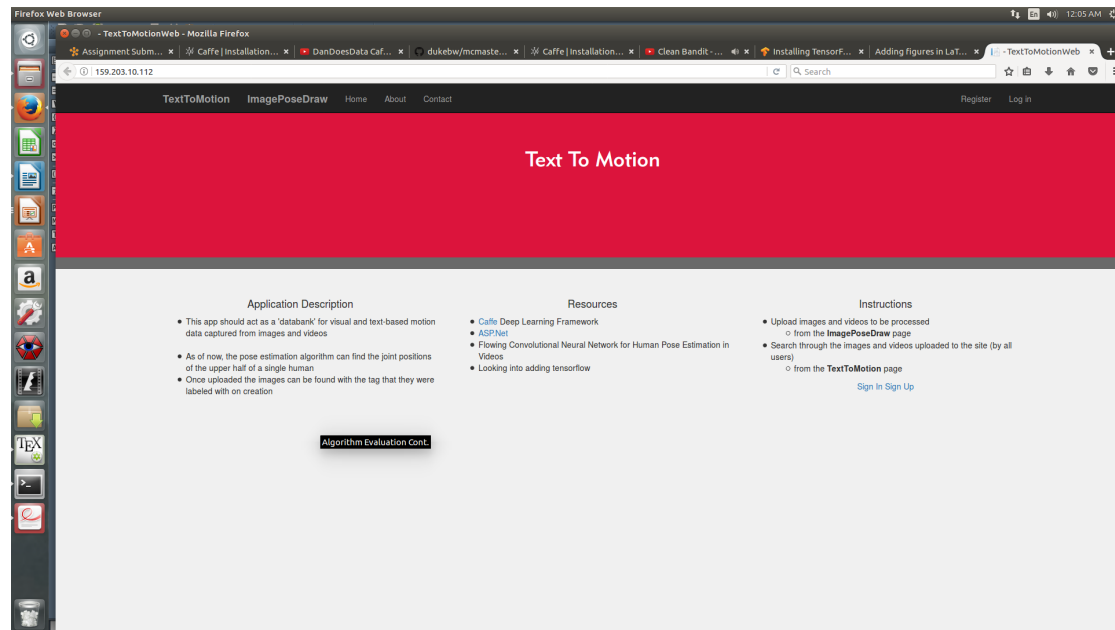 Firefox Web Browser
En 12:05 AM
- TextToMotionWeb - Mozilla Firefox
Assignment Subm... Caffe | Installation... DanDoesData Caf... dukebw/mcmaste... Caffe | Installation... Clean Bandit - ... Installing TensorF... Adding figures in LaT... - TextToMotionWeb
159.203.10.112
Search
TextToMotion ImagePoseDraw Home About Contact Register Log in
Text To Motion
Application Description
This app should act as a 'databank' for visual and text-based motion
data captured from images and videos
As of now, the pose estimation algorithm can find the joint positions
of the upper half of a single human
Once uploaded the images can be found with the tag that they were
labeled with on creation
Resources
Caffe Deep Learning Framework
ASP.Net
Flowing Convolutional Neural Network for Human Pose Estimation in
Videos
Looking into adding tensorflow
Instructions
Upload images and videos to be processed
from the ImagePoseDraw page
Search through the images and videos uploaded to the site (by all
users)
from the TextToMotion page
Sign In Sign Up
Algorithm Evaluation Cont.
a
TEX